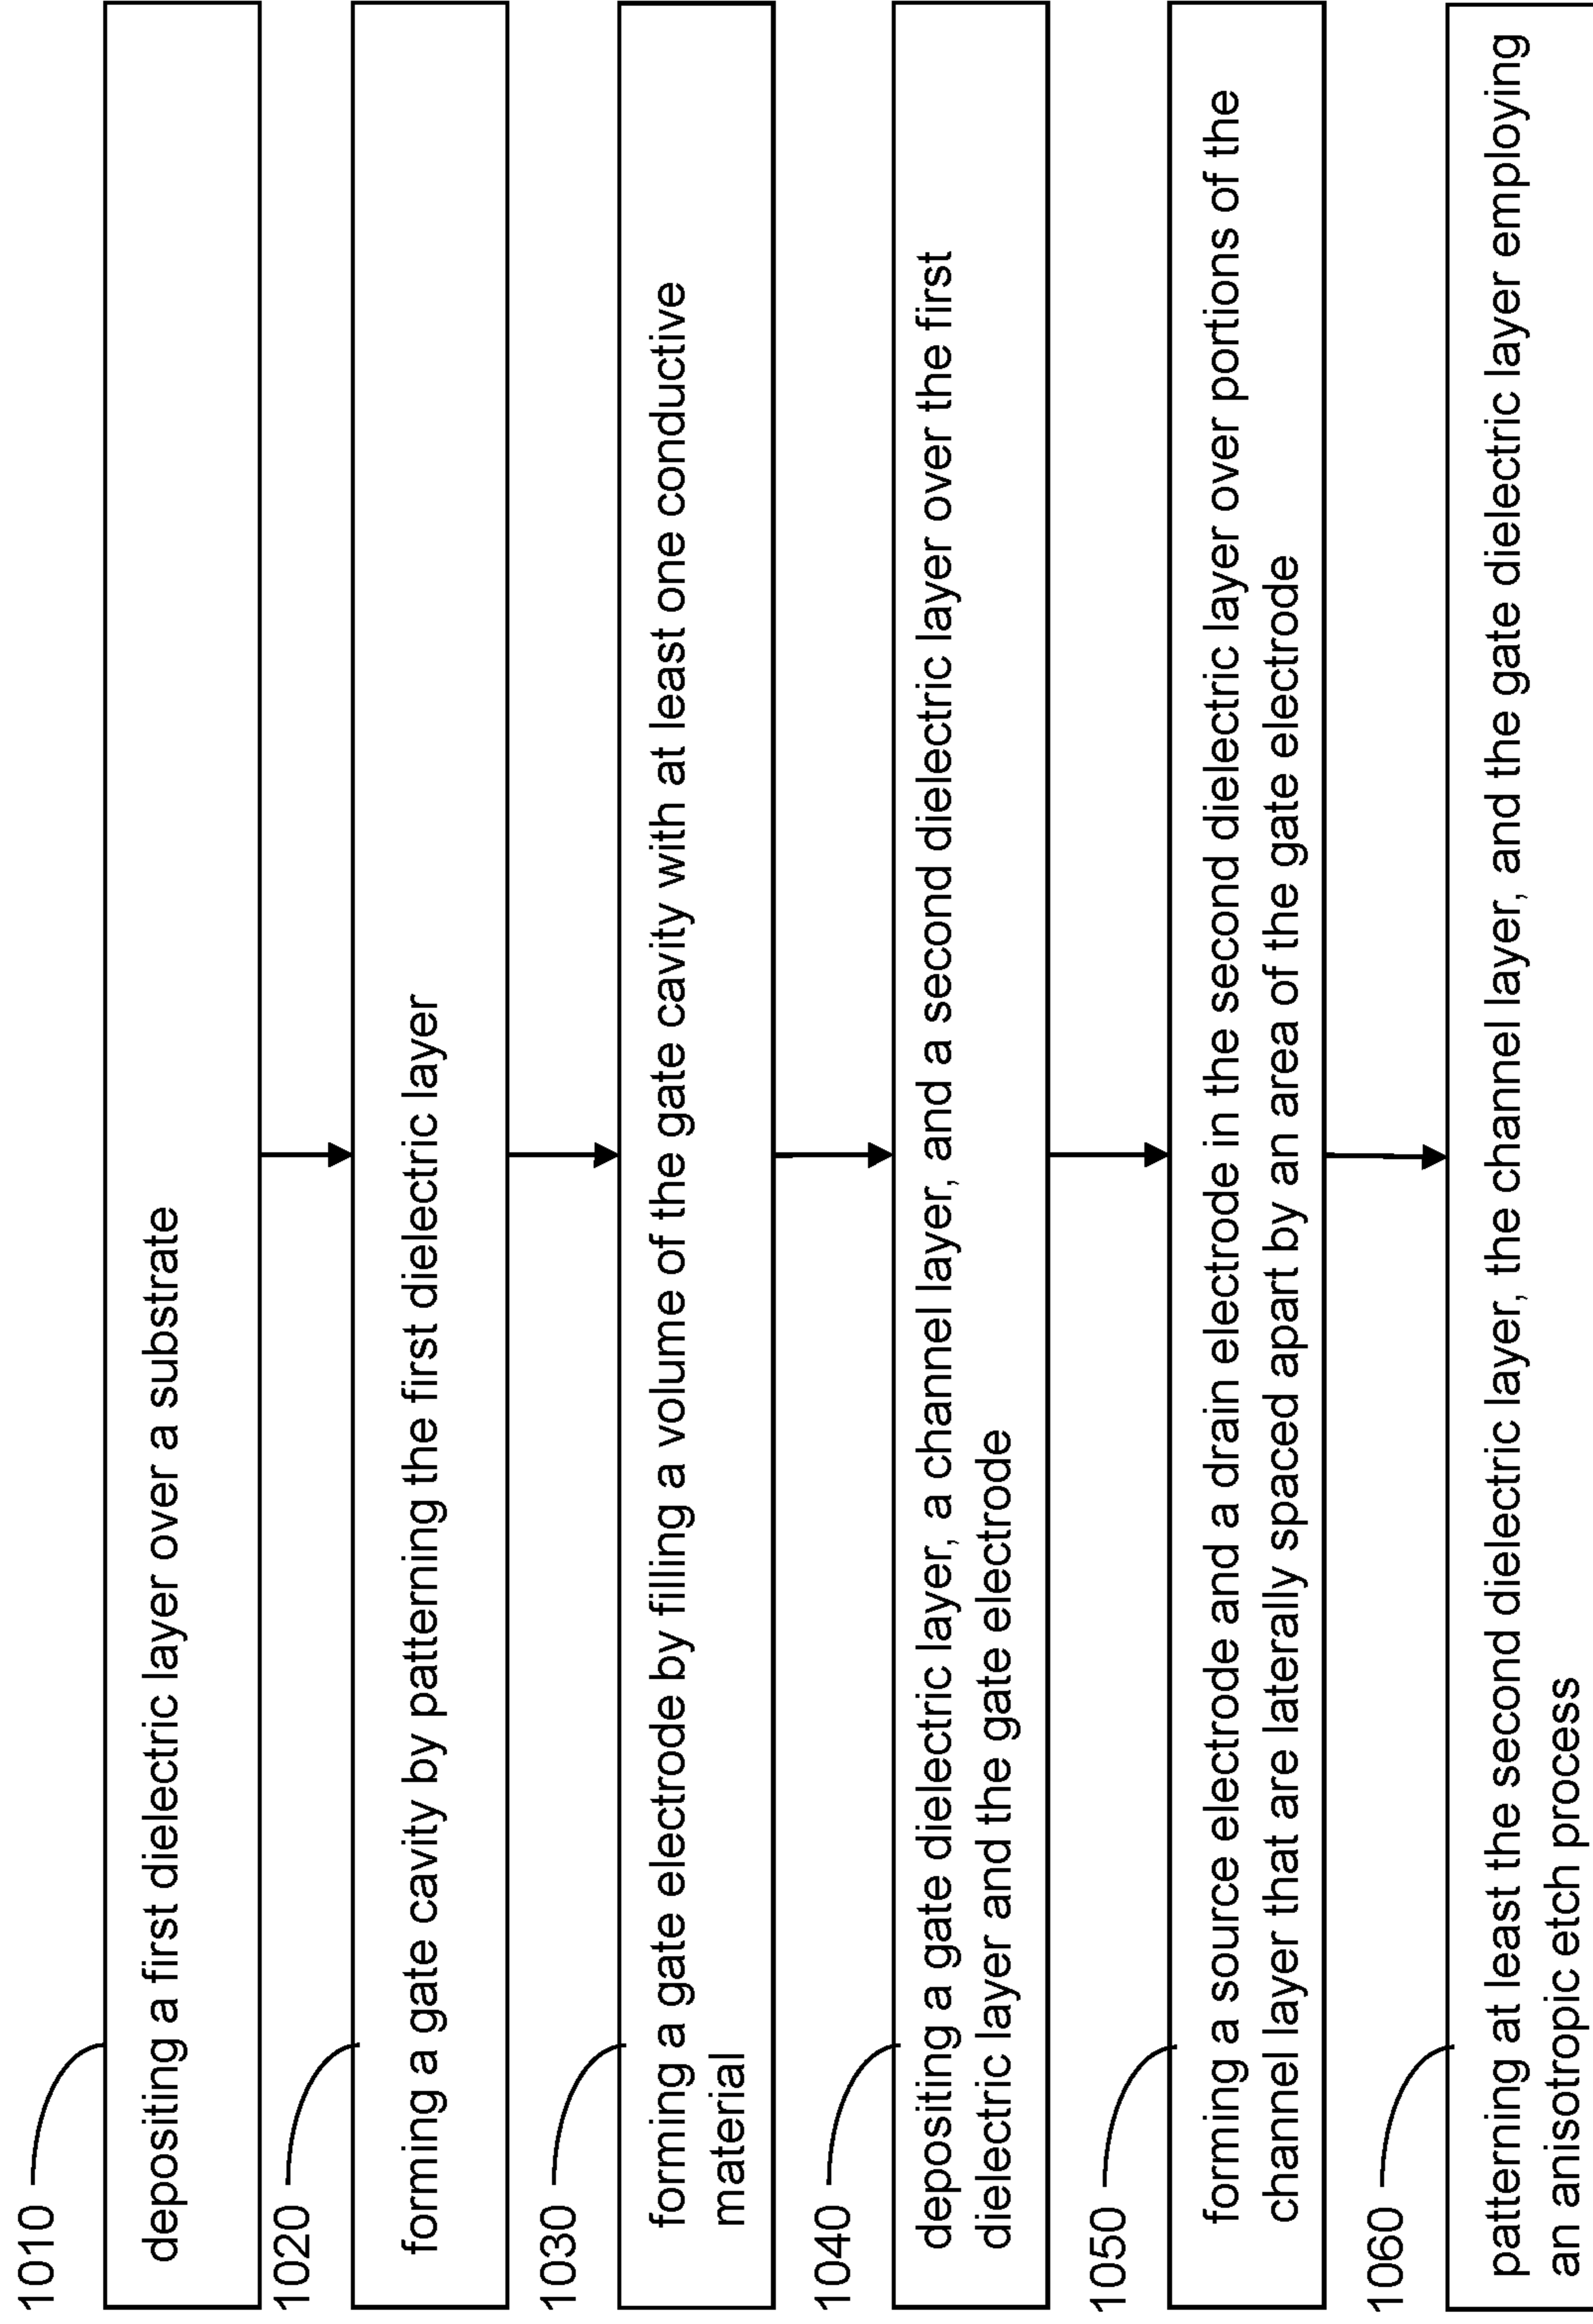 1010
depositing a first dielectric layer over a substrate
1020
forming a gate cavity by patterning the first dielectric layer
1030
forming a gate electrode by filling a volume of the gate cavity with at least one conductive
material
1040
depositing a gate dielectric layer, a channel layer, and a second dielectric layer over the first
dielectric layer and the gate electrode
1050
forming a source electrode and a drain electrode in the second dielectric layer over portions of the
channel layer that are laterally spaced apart by an area of the gate electrode
1060
patterning at least the second dielectric layer, the channel layer, and the gate dielectric layer employing
an anisotropic etch process